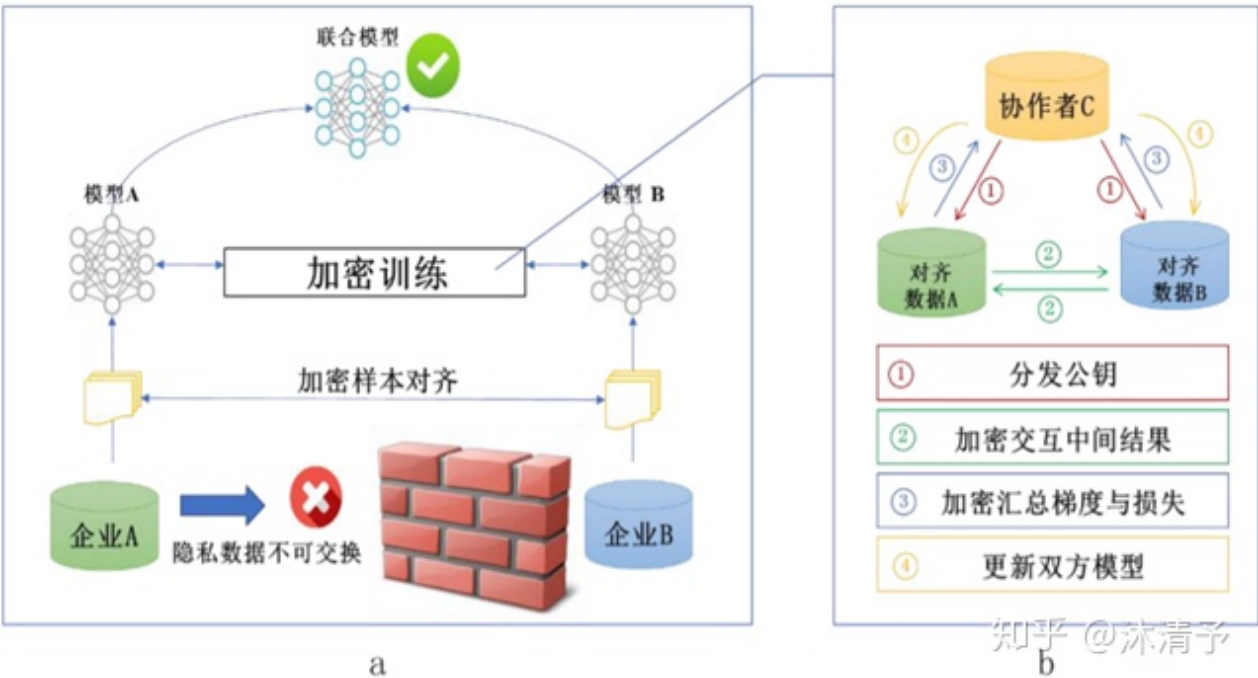 联合模型
模型A
模型 B
加密训练
加密样本对齐
企业A
隐私数据不可交换
企业B
a
协作者C
④
③
①
①
③
④
对齐
数据A
②
②
对齐
数据B
① 分发公钥
② 加密交互中间结果
③ 加密汇总梯度与损失
④ 更新双方模型
知乎 @沐清予
b